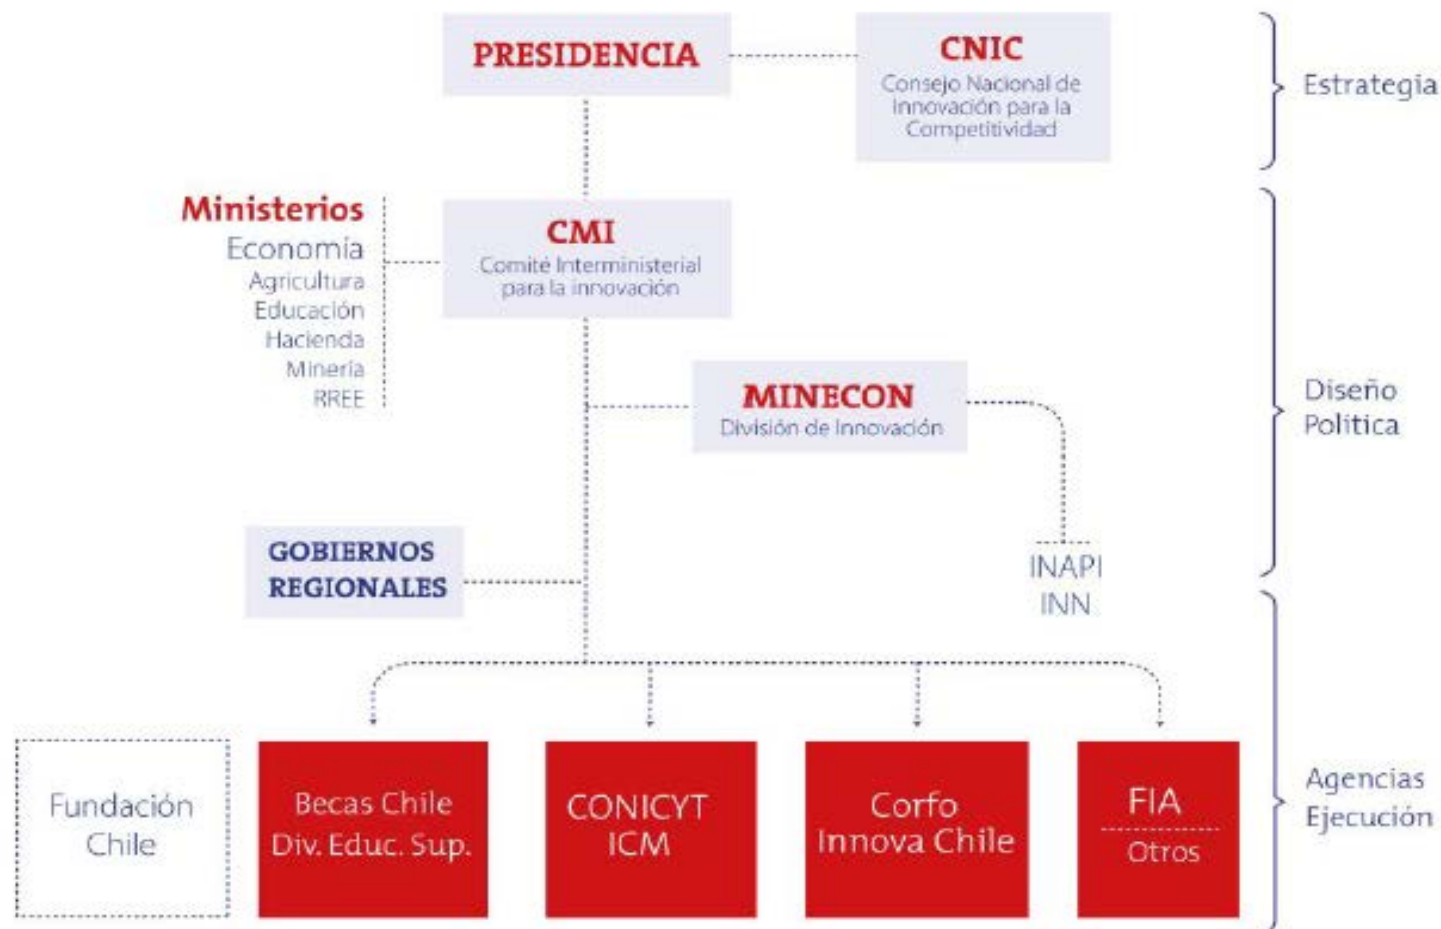 PRESIDENCIA
CNIC
Consejo Nacional de
Innovación para la
Competitividad
Estrategia
Ministerios
Economía
Agricultura
Educación
Hacienda
Minería
RREE
CMI
Comité Interministerial
para la innovación
MINECON
División de Innovación
Diseño
Política
GOBIERNOS
REGIONALES
INAPI
INN
Fundación
Chile
Becas Chile
Div. Educ. Sup.
CONICYT
ICM
Corfo
Innova Chile
FIA
Otros
Agencias
Ejecución